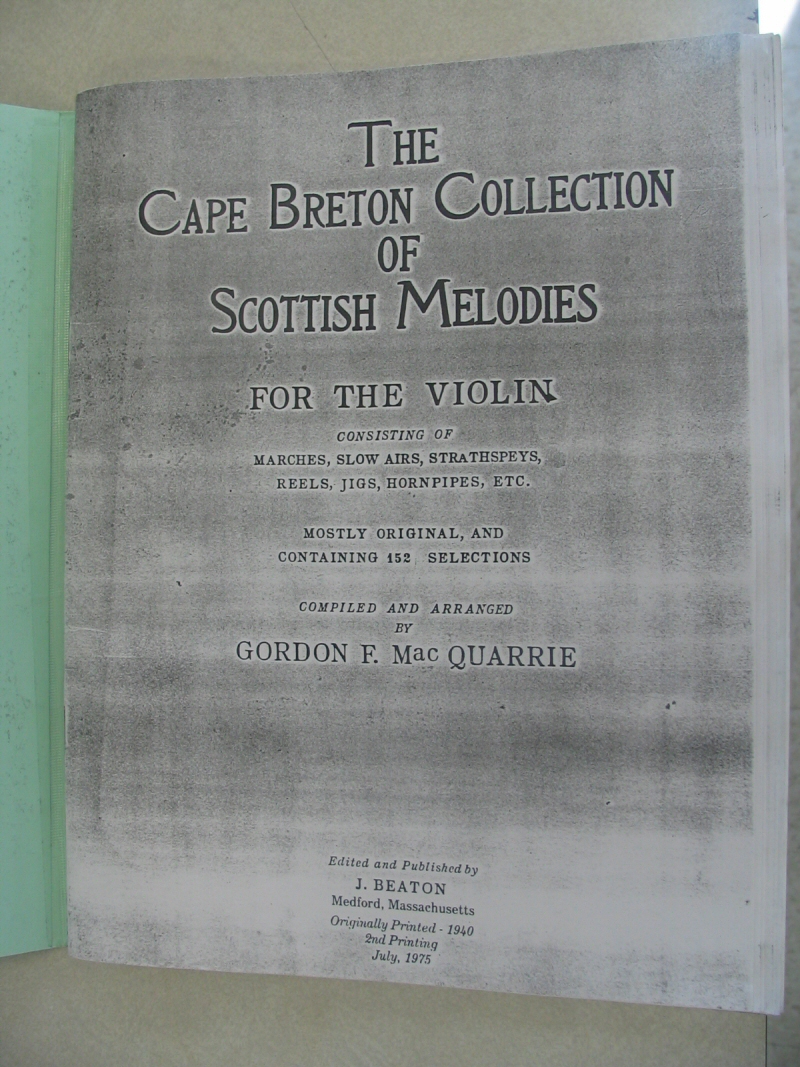 THE
CAPE BRETON COLLECTION
OF
SCOTTISH MELODIES
FOR THE VIOLIN
CONSISTING OF
MARCHES, SLOW AIRS, STRATHSPEYS,
REELS, JIGS, HORNPIPES, ETC.
MOSTLY ORIGINAL, AND
CONTAINING 152 SELECTIONS
COMPILED AND ARRANGED
BY
GORDON F. Mac QUARRIE
Edited and Published by
J. BEATON
Medford, Massachusetts
Originally Printed - 1940
2nd Printing
July, 1975